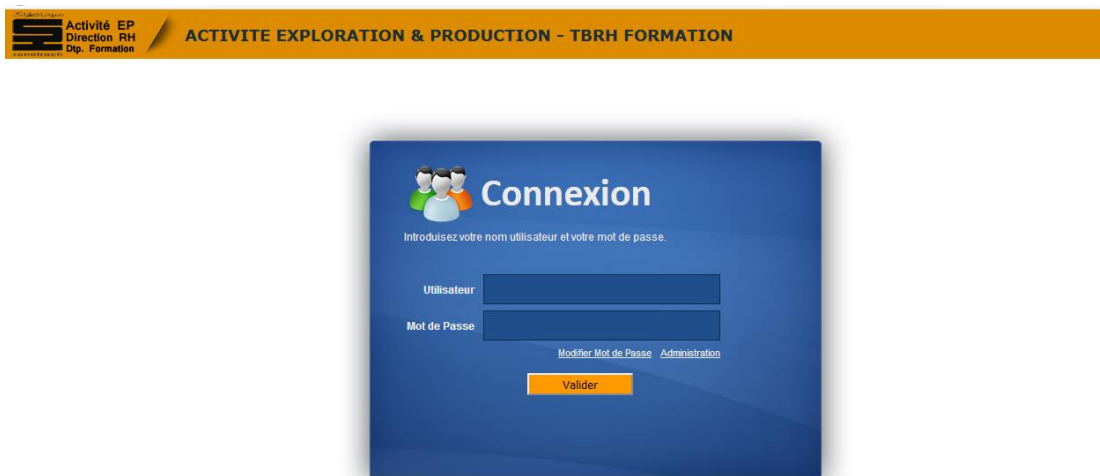 Activité EP
Direction RH
Dtp. Formation
sonatrach
ACTIVITE EXPLORATION & PRODUCTION - TBRH FORMATION
Connexion
Introduisez votre nom utilisateur et votre mot de passe.
Utilisateur
Mot de Passe
Modifier Mot de Passe Administration
Valider